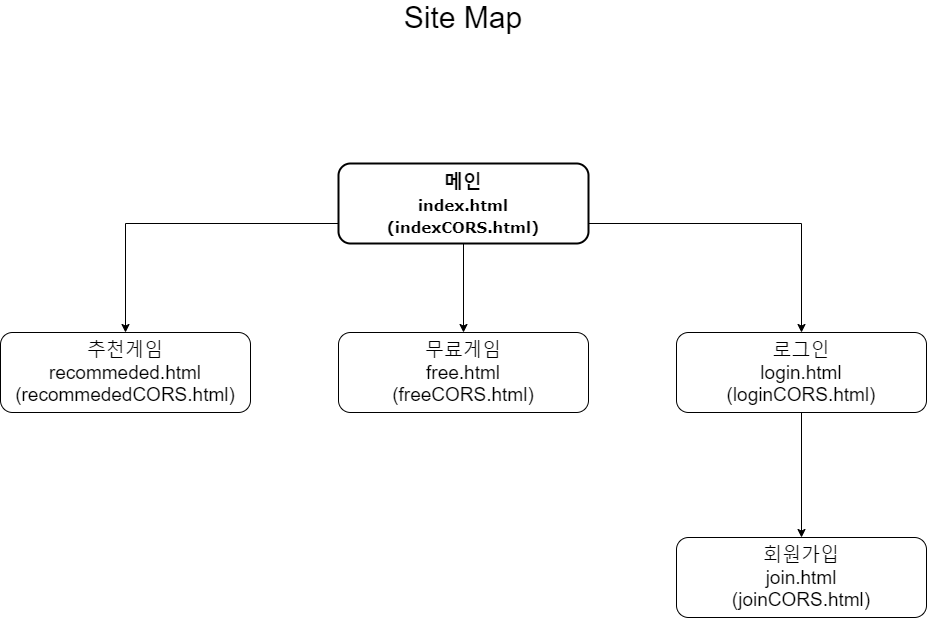 Site Map
메인
index.html
(indexCORS.html)
추천게임
recommeded.html
(recommededCORS.html)
무료게임
free.html
(freeCORS.html)
로그인
login.html
(loginCORS.html)
회원가입
join.html
(joinCORS.html)